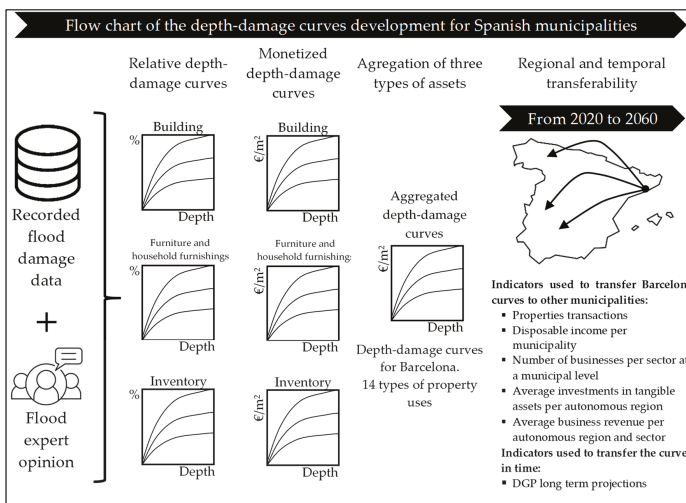 Flow chart of the depth-damage curves development for Spanish municipalities
Recorded
flood
damage
data
+
Flood
expert
opinion
Relative depth-
damage curves
Building
%
Depth
Furniture and
household furnishings
%
Depth
Inventory
%
Depth
Monetized
depth-damage
curves
Building
€/m²
Depth
Furniture and
household furnishing
€/m²
Depth
Inventory
€/m²
Depth
Agregation of three
types of assets
Aggregated
depth-damage
curves
€/m²
Depth
Depth-damage curves
for Barcelona.
14 types of property
uses
Regional and temporal
transferability
From 2020 to 2060
Indicators used to transfer Barcelon
curves to other municipalities:
▪ Properties transactions
▪ Disposable income per
municipality
▪ Number of businesses per sector at
a municipal level
▪ Average investments in tangible
assets per autonomous region
▪ Average business revenue per
autonomous region and sector
Indicators used to transfer the curve
in time:
▪ DGP long term projections